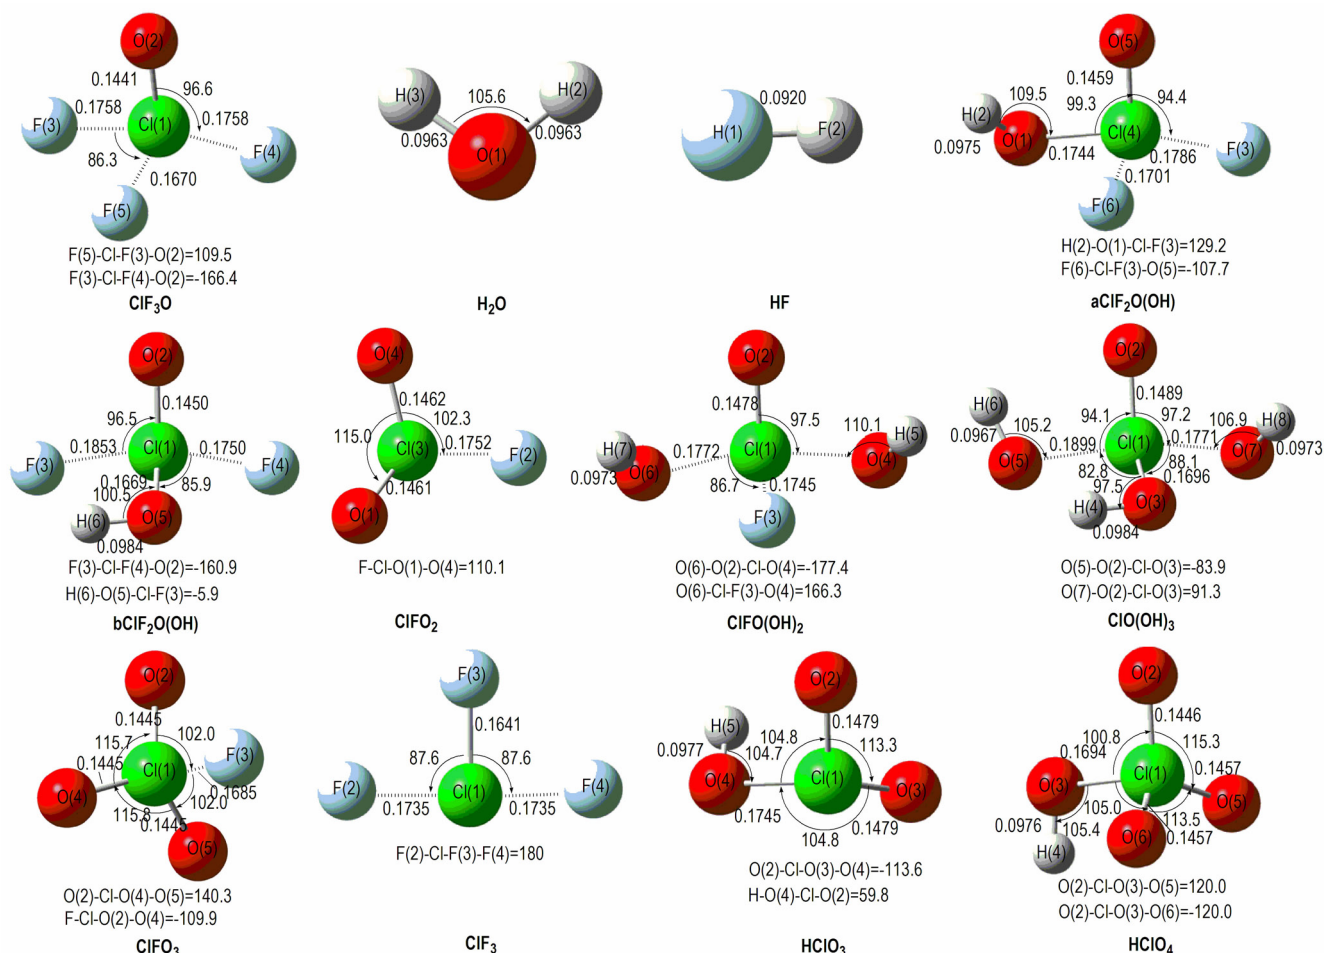 O(2)
0.1441
96.6
0.1758
0.1758
F(3)
Cl(1)
F(4)
86.3
0.1670
F(5)
F(5)-Cl-F(3)-O(2)=109.5
F(3)-Cl-F(4)-O(2)=-166.4
ClF3O
H(3)
105.6
H(2)
0.0963
0.0963
O(1)
H2O
0.0920
H(1)
F(2)
HF
O(5)
0.1459
109.5
99.3
94.4
H(2)
O(1)
Cl(4)
F(3)
0.0975
0.1744
0.1786
0.1701
F(6)
H(2)-O(1)-Cl-F(3)=129.2
F(6)-Cl-F(3)-O(5)=-107.7
aClF2O(OH)
O(2)
0.1450
96.5
0.1853
Cl(1)
0.1750
F(3)
F(4)
0.1669
100.5
85.9
H(6)
O(5)
0.0984
F(3)-Cl-F(4)-O(2)=-160.9
H(6)-O(5)-Cl-F(3)=-5.9
bClF2O(OH)
O(4)
0.1462
102.3
115.0
Cl(3)
0.1752
F(2)
0.1461
O(1)
F-Cl-O(1)-O(4)=110.1
ClFO2
O(2)
0.1478
97.5
110.1
H(5)
H(7)
0.1772
Cl(1)
O(4)
O(6)
0.0973
86.7
0.1745
F(3)
O(6)-O(2)-Cl-O(4)=-177.4
O(6)-Cl-F(3)-O(4)=166.3
ClFO(OH)2
O(2)
0.1489
H(6)
94.1
97.2
106.9
H(8)
0.0967
105.2
0.1899
Cl(1)
0.1771
O(7)
0.0973
O(5)
82.8
88.1
97.5
0.1696
H(4)
O(3)
0.0984
O(5)-O(2)-Cl-O(3)=-83.9
O(7)-O(2)-Cl-O(3)=91.3
ClO(OH)3
O(2)
0.1445
115.7
102.0
F(3)
0.1445
Cl(1)
0.1685
O(4)
102.0
115.8
0.1445
O(5)
O(2)-Cl-O(4)-O(5)=140.3
F-Cl-O(2)-O(4)=-109.9
ClFO3
F(3)
0.1641
87.6
87.6
F(2)
Cl(1)
F(4)
0.1735
0.1735
F(2)-Cl-F(3)-F(4)=180
ClF3
O(2)
H(5)
0.1479
104.8
0.0977
104.7
113.3
O(4)
Cl(1)
O(3)
0.1745
0.1479
104.8
O(2)-Cl-O(3)-O(4)=-113.6
H-O(4)-Cl-O(2)=59.8
HClO3
O(2)
0.1446
100.8
115.3
0.1694
Cl(1)
0.1457
O(3)
O(5)
105.0
113.5
0.0976
105.4
O(6)
0.1457
H(4)
O(2)-Cl-O(3)-O(5)=120.0
O(2)-Cl-O(3)-O(6)=-120.0
HClO4